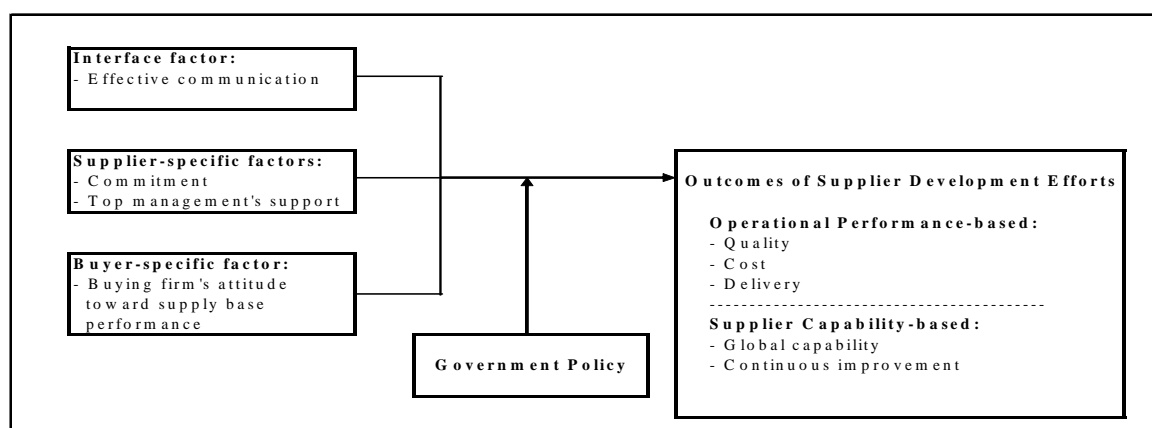 Interface factor:
- Effective communication
Supplier-specific factors:
- Commitment
- Top management's support
Buyer-specific factor:
- Buying firm's attitude
toward supply base
performance
Government Policy
Outcomes of Supplier Development Efforts
Operational Performance-based:
- Quality
- Cost
- Delivery
------------------------------------------
Supplier Capability-based:
- Global capability
- Continuous improvement